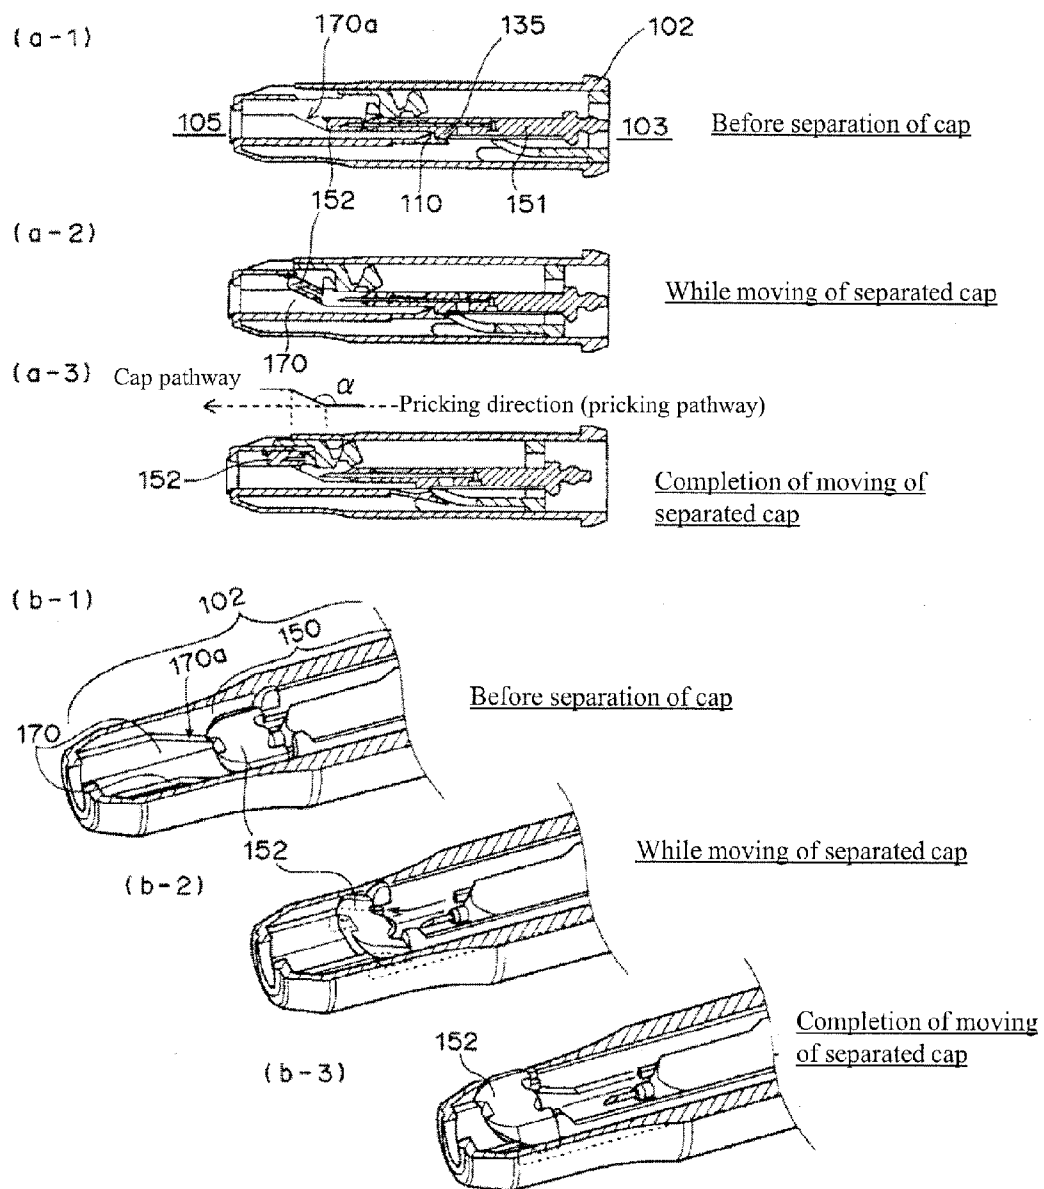 (a-1)
170a
135
102
105
103
Before separation of cap
152
110
151
(a-2)
While moving of separated cap
170
(a-3)
Cap pathway
α
Pricking direction (pricking pathway)
152
Completion of moving of
separated cap
(b-1)
102
150
170a
Before separation of cap
170
152
While moving of separated cap
(b-2)
Completion of moving
of separated cap
152
(b-3)